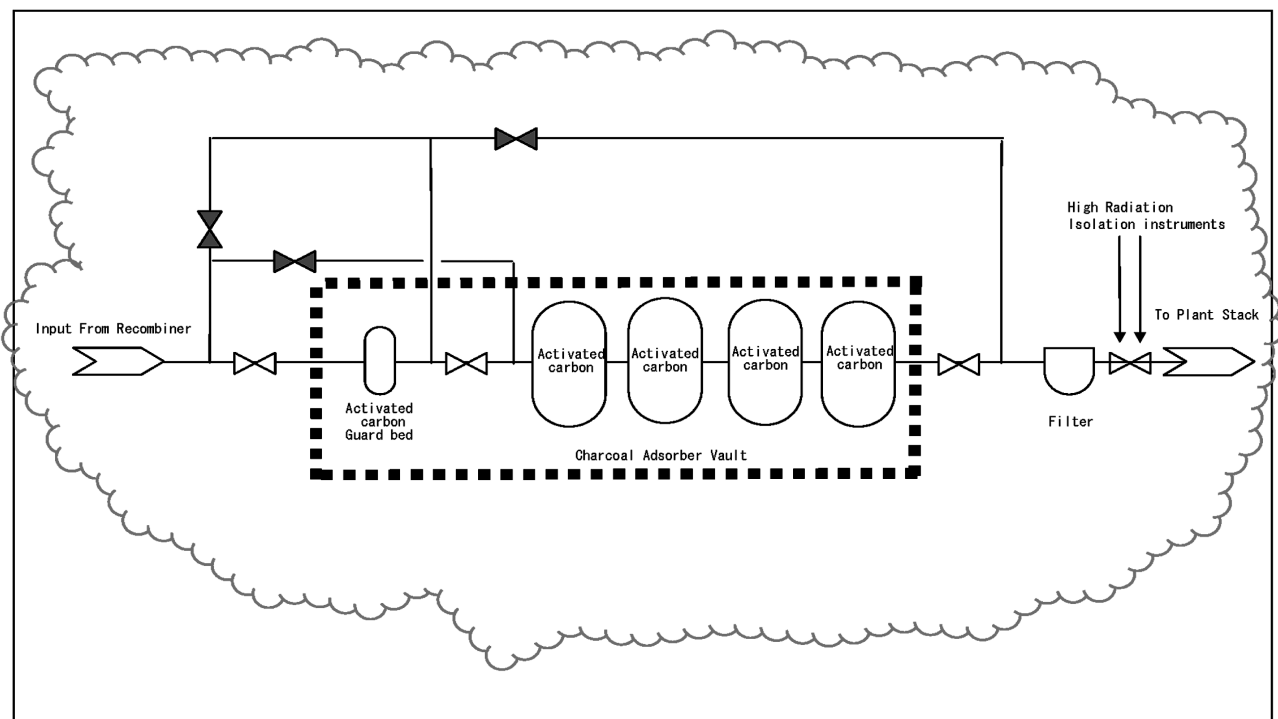 High Radiation
Isolation instruments
Input From Recombiner
To Plant Stack
Activated
carbon
Activated
carbon
Activated
carbon
Activated
carbon
Activated
carbon
Guard bed
Filter
Charcoal Adsorber Vault